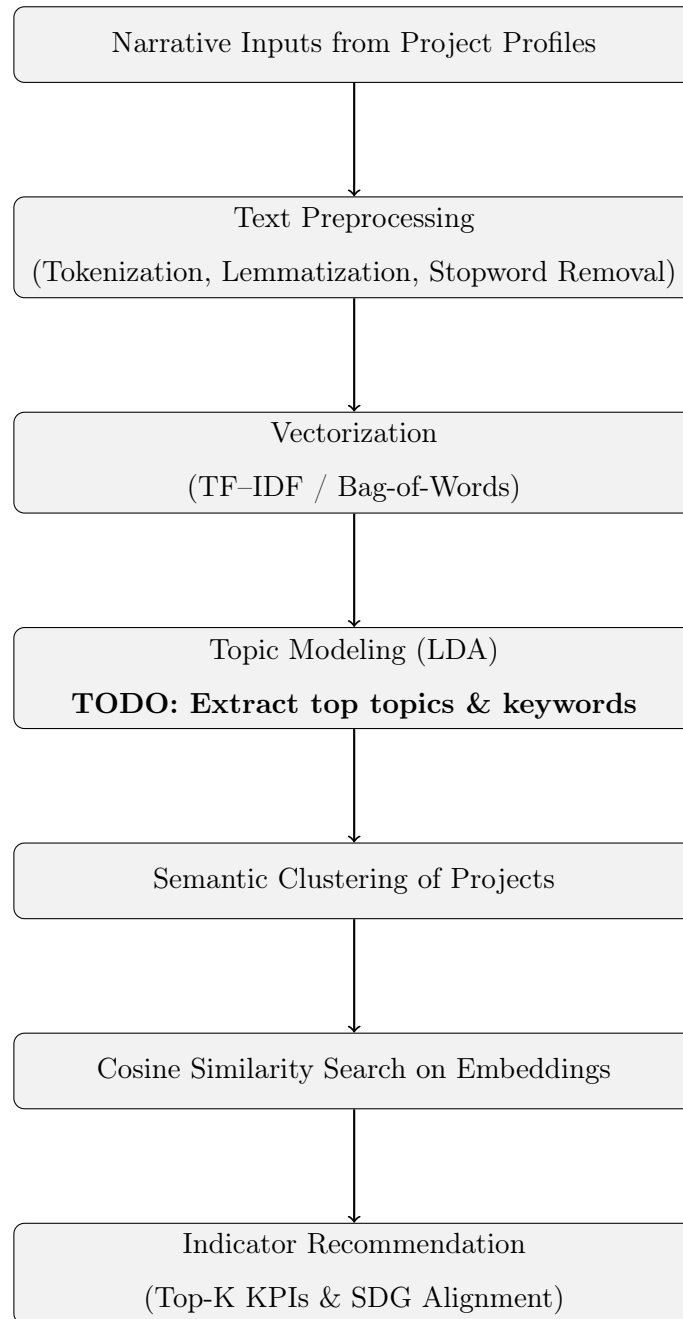 Narrative Inputs from Project Profiles
Text Preprocessing
(Tokenization, Lemmatization, Stopword Removal)
Vectorization
(TF–IDF / Bag-of-Words)
Topic Modeling (LDA)
TODO: Extract top topics & keywords
Semantic Clustering of Projects
Cosine Similarity Search on Embeddings
Indicator Recommendation
(Top-K KPIs & SDG Alignment)